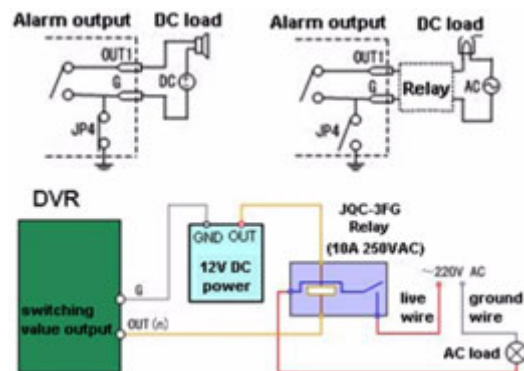 Alarm output
DC load
OUT1
G
DC
JP4
Alarm output
DC load
OUT1
G
Relay
AC
JP4
DVR
switching
value output
G
OUT(n)
GND OUT
12V DC
power
JQC-3FG
Relay
(10A 250VAC)
~220V AC
live
wire
ground
wire
AC load